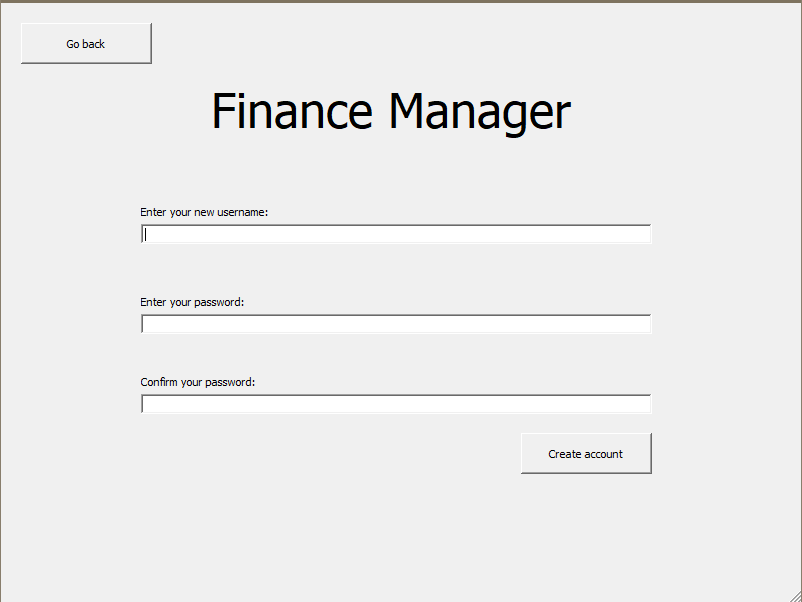 Go back
Finance Manager
Enter your new username:
Enter your password:
Confirm your password:
Create account